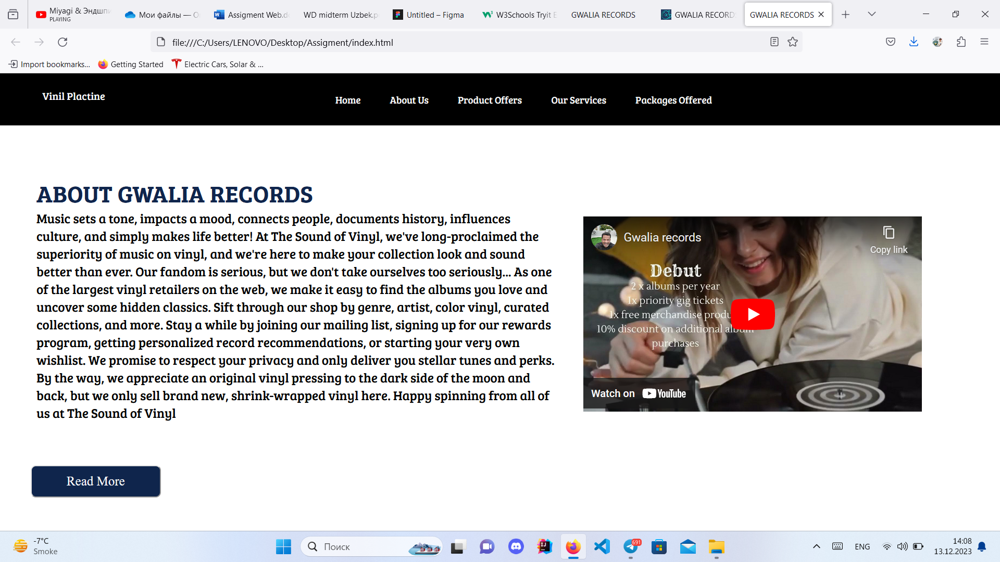 Miyagi & Эндшпи
PLAYING
Мои файлы — O
Assigment Web.do
WD midterm Uzbek.p
Untitled – Figma
W3Schools Tryit E
GWALIA RECORDS
GWALIA RECORD
GWALIA RECORDS
file:///C:/Users/LENOVO/Desktop/Assigment/index.html
Import bookmarks...
Getting Started
Electric Cars, Solar & ...
Vinil Plactine
Home
About Us
Product Offers
Our Services
Packages Offered
ABOUT GWALIA RECORDS
Music sets a tone, impacts a mood, connects people, documents history, influences
culture, and simply makes life better! At The Sound of Vinyl, we've long-proclaimed the
superiority of music on vinyl, and we're here to make your collection look and sound
better than ever. Our fandom is serious, but we don't take ourselves too seriously... As one
of the largest vinyl retailers on the web, we make it easy to find the albums you love and
uncover some hidden classics. Sift through our shop by genre, artist, color vinyl, curated
collections, and more. Stay a while by joining our mailing list, signing up for our rewards
program, getting personalized record recommendations, or starting your very own
wishlist. We promise to respect your privacy and only deliver you stellar tunes and perks.
By the way, we appreciate an original vinyl pressing to the dark side of the moon and
back, but we only sell brand new, shrink-wrapped vinyl here. Happy spinning from all of
us at The Sound of Vinyl
Gwalia records
Copy link
Debut
2 x albums per year
1x priority gig tickets
1x free merchandise produ
10% discount on additional album
purchases
Watch on YouTube
Read More
-7°C
Smoke
Поиск
IJ
691
ENG
14:08
13.12.2023